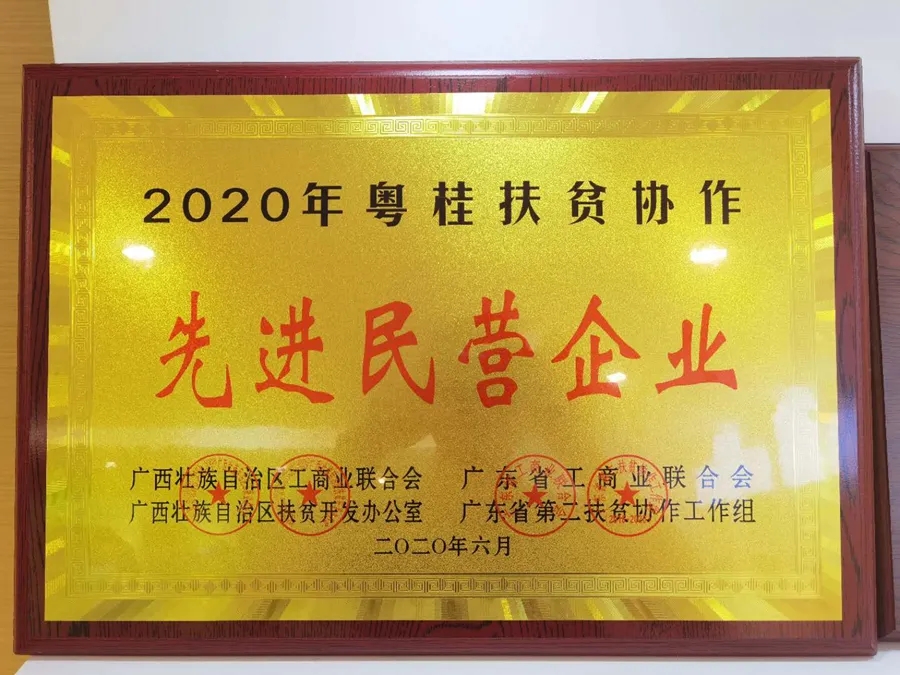 2020年粤桂扶贫协作
先进民营企业
广西壮族自治区工商业联合会 广东省工商业联合会
广西壮族自治区扶贫开发办公室 广东省第二扶贫协作工作组
二〇二〇年六月